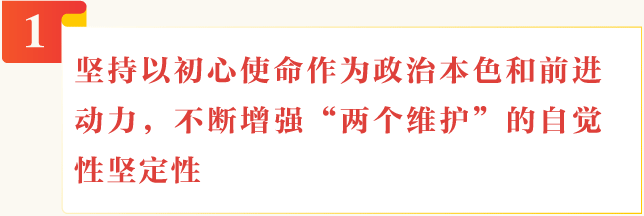 1
坚持以初心使命作为政治本色和前进
动力，不断增强“两个维护”的自觉
性坚定性